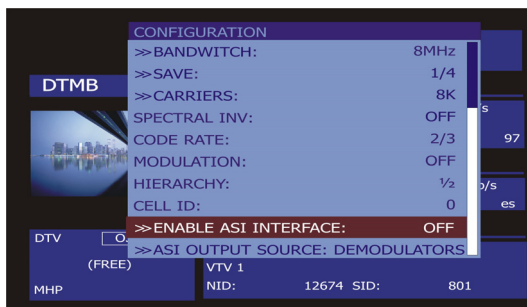 CONFIGURATION
≫BANDWITCH: 8MHz
≫SAVE: 1/4
≫CARRIERS: 8K
SPECTRAL INV: OFF
CODE RATE: 2/3
MODULATION: OFF
HIERARCHY: ½
CELL ID: 0
≫ENABLE ASI INTERFACE: OFF
≫ASI OUTPUT SOURCE: DEMODULATORS
DTMB
s
97
/s
es
DTV
(FREE)
MHP
VTV 1
NID: 12674 SID: 801